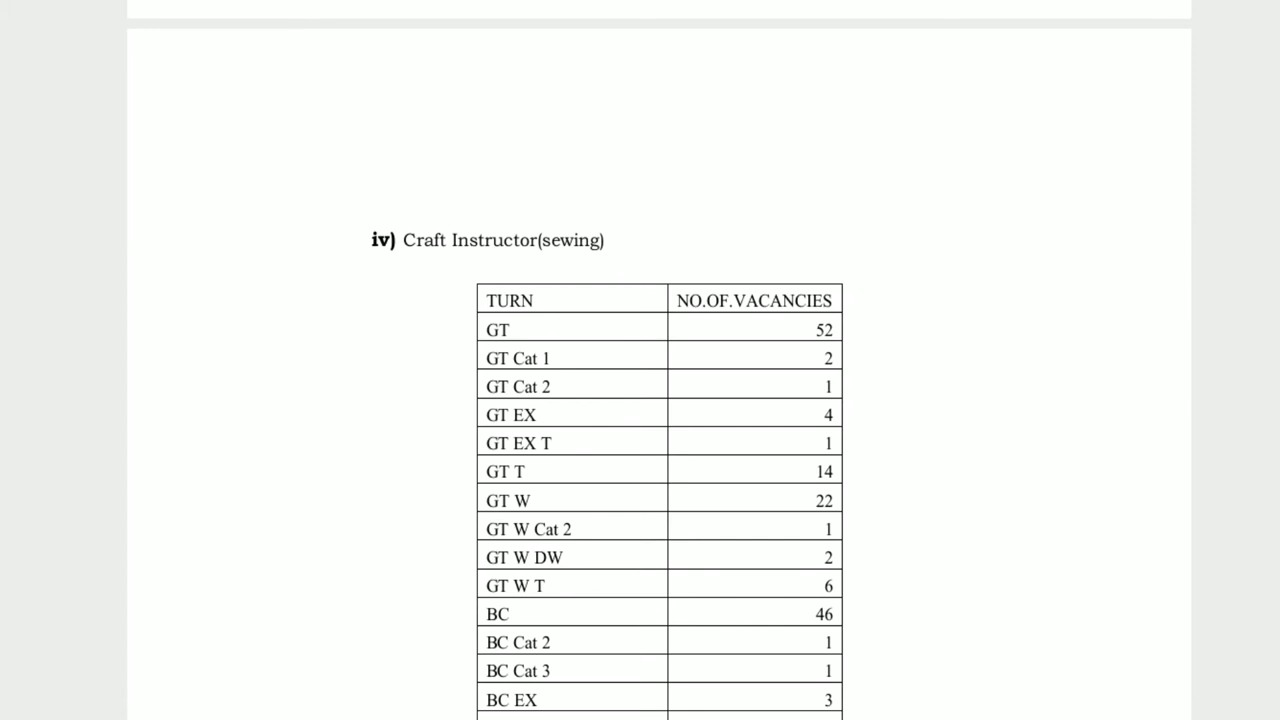 iv) Craft Instructor(sewing)
TURN NO.OF.VACANCIES
GT 52
GT Cat 1 2
GT Cat 2 1
GT EX 4
GT EX T 1
GT T 14
GT W 22
GT W Cat 2 1
GT W DW 2
GT W T 6
BC 46
BC Cat 2 1
BC Cat 3 1
BC EX 3